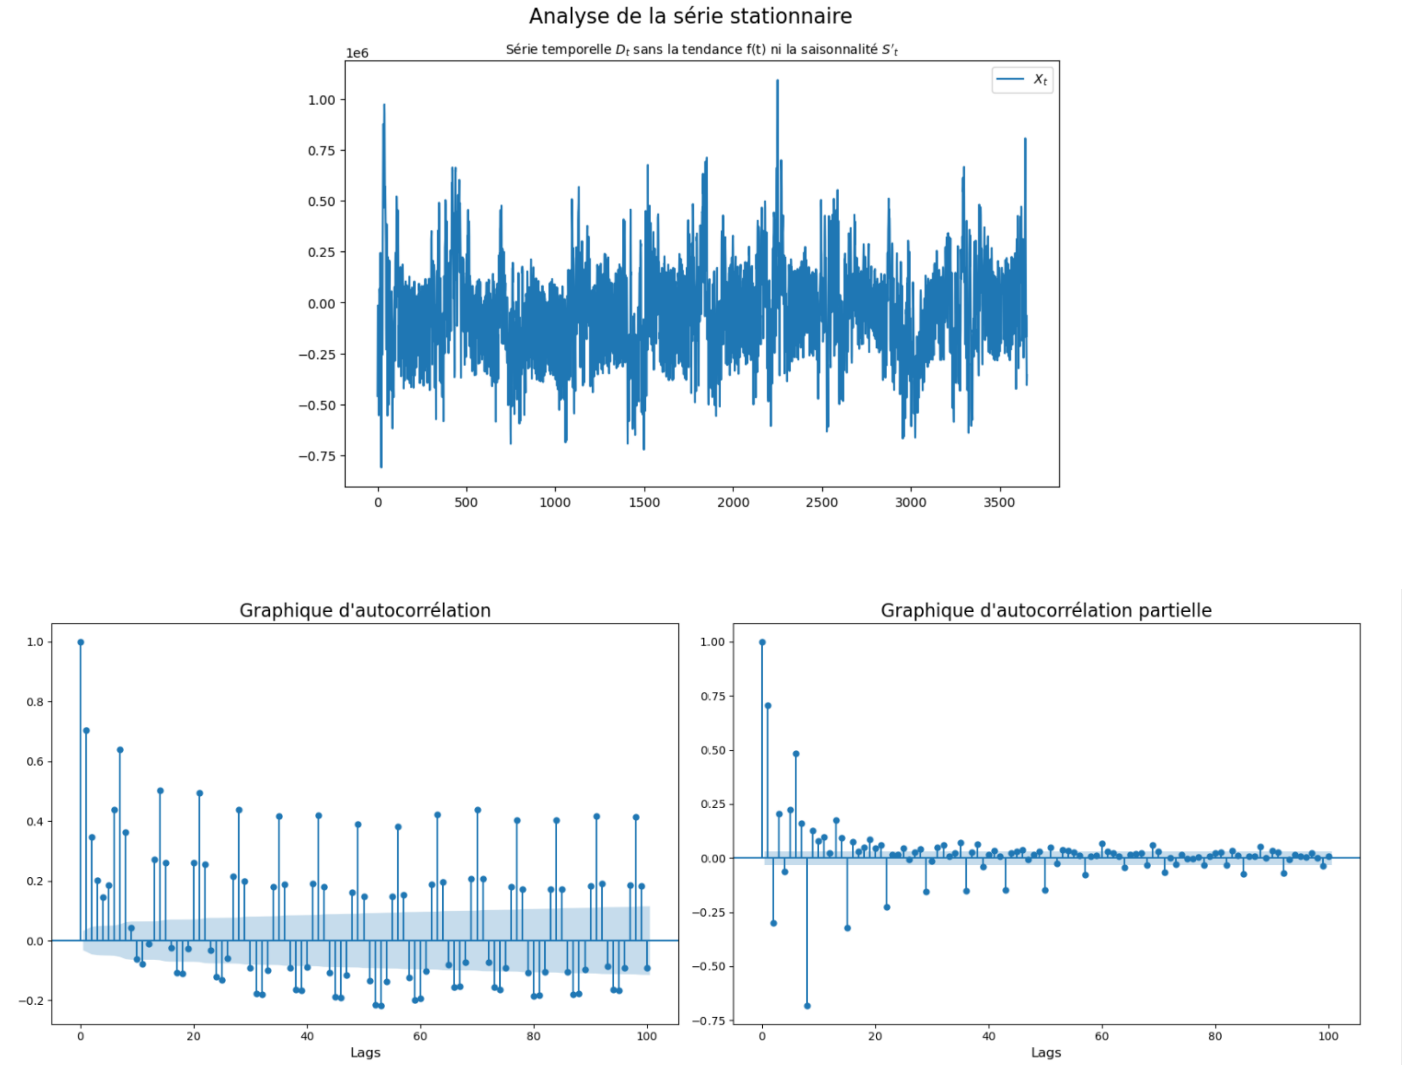 Analyse de la série stationnaire
Série temporelle Dₜ sans la tendance f(t) ni la saisonnalité S'ₜ
1e6
Xₜ
1.00
0.75
0.50
0.25
0.00
−0.25
−0.50
−0.75
0 500 1000 1500 2000 2500 3000 3500
Graphique d'autocorrélation
1.0
0.8
0.6
0.4
0.2
0.0
−0.2
0 20 40 60 80 100
Lags
Graphique d'autocorrélation partielle
1.00
0.75
0.50
0.25
0.00
−0.25
−0.50
−0.75
0 20 40 60 80 100
Lags